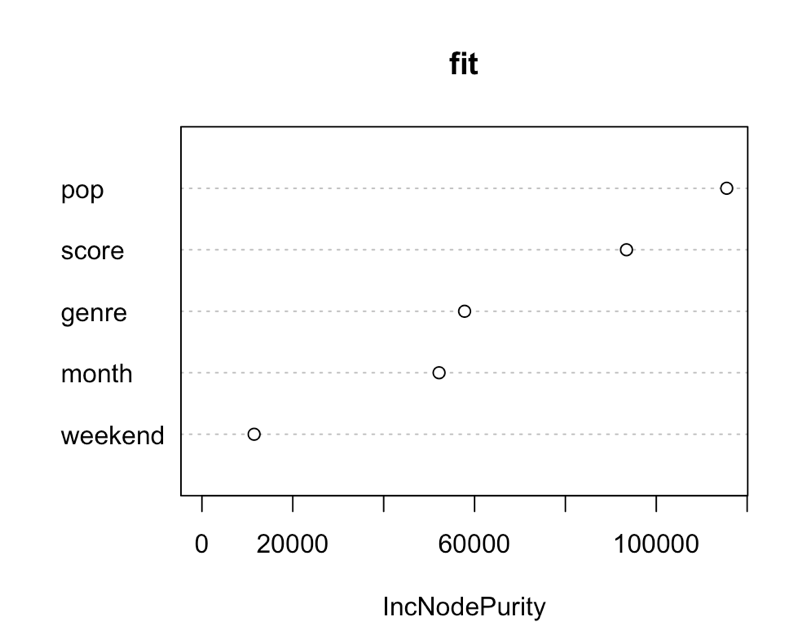 fit
pop
score
genre
month
weekend
0 20000 60000 100000
IncNodePurity